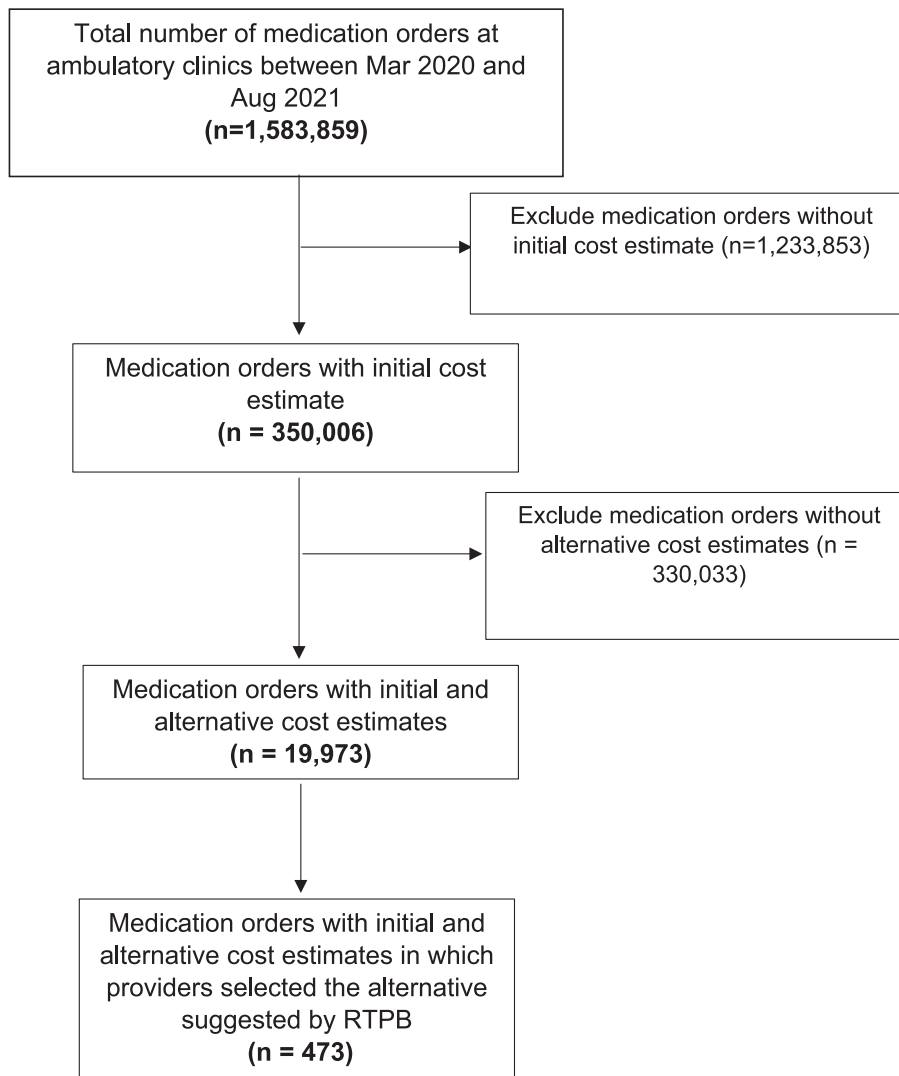 Total number of medication orders at
ambulatory clinics between Mar 2020 and
Aug 2021
(n=1,583,859)
Exclude medication orders without
initial cost estimate (n=1,233,853)
Medication orders with initial cost
estimate
(n = 350,006)
Exclude medication orders without
alternative cost estimates (n =
330,033)
Medication orders with initial and
alternative cost estimates
(n = 19,973)
Medication orders with initial and
alternative cost estimates in which
providers selected the alternative
suggested by RTPB
(n = 473)